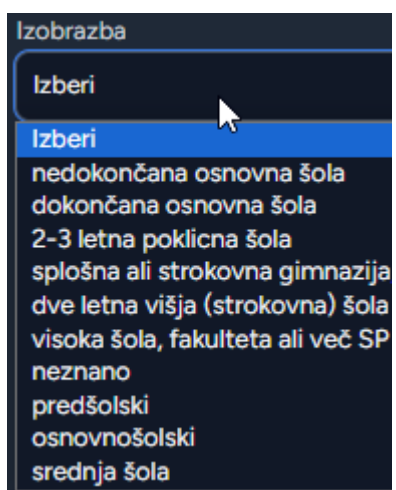 Izobrazba
Izberi
Izberi
nedokončana osnovna šola
dokončana osnovna šola
2-3 letna poklicna šola
splošna ali strokovna gimnazija
dve letna višja (strokovna) šola
visoka šola, fakulteta ali več SP
neznano
predšolski
osnovnošolski
srednja šola